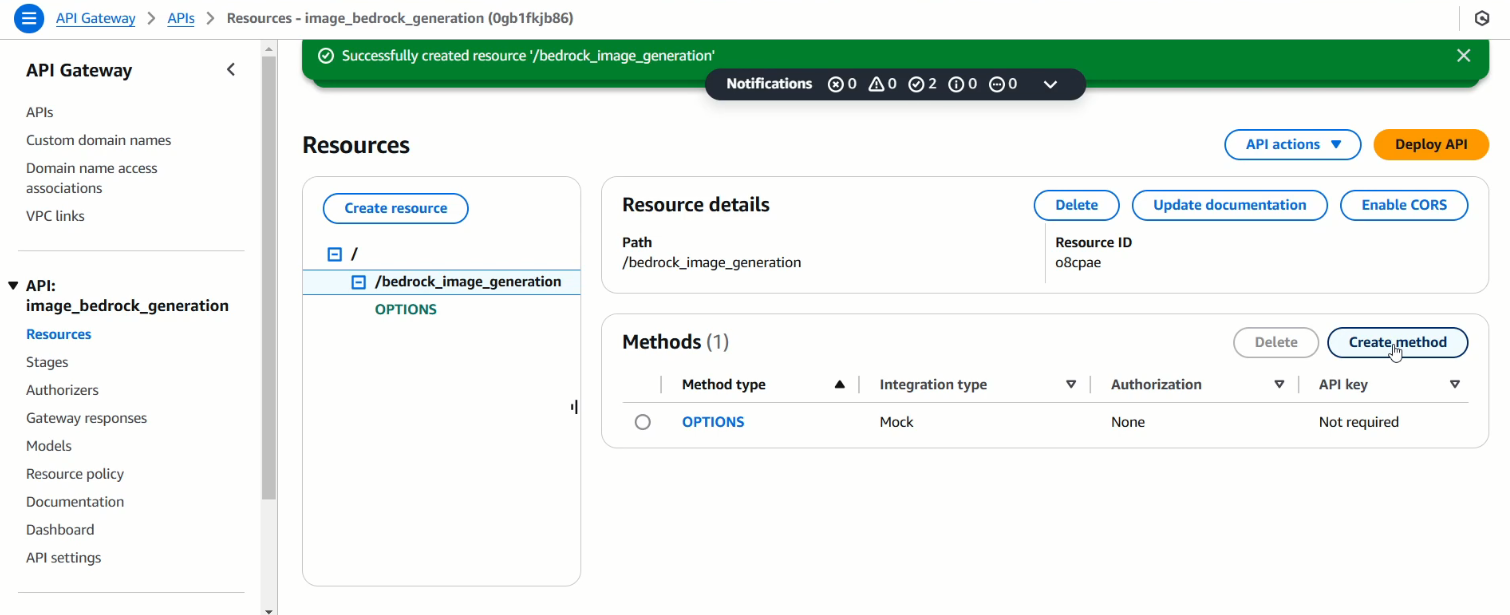 API Gateway > APIs > Resources - image_bedrock_generation (0gb1fkjb86)
Successfully created resource '/bedrock_image_generation'
Notifications 0 0 2 0 0
API Gateway
APIs
Custom domain names
Domain name access
associations
VPC links
API:
image_bedrock_generation
Resources
Stages
Authorizers
Gateway responses
Models
Resource policy
Documentation
Dashboard
API settings
Resources
API actions
Deploy API
Create resource
/
/bedrock_image_generation
OPTIONS
Resource details
Delete
Update documentation
Enable CORS
Path
/bedrock_image_generation
Resource ID
o8cpae
Methods (1)
Delete
Create method
Method type
Integration type
Authorization
API key
OPTIONS
Mock
None
Not required